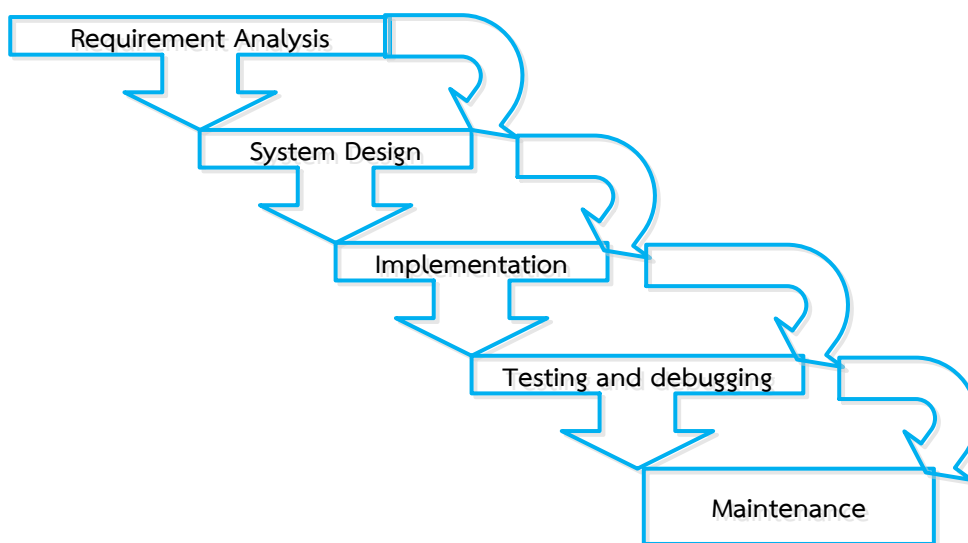 Requirement Analysis
System Design
Implementation
Testing and debugging
Maintenance